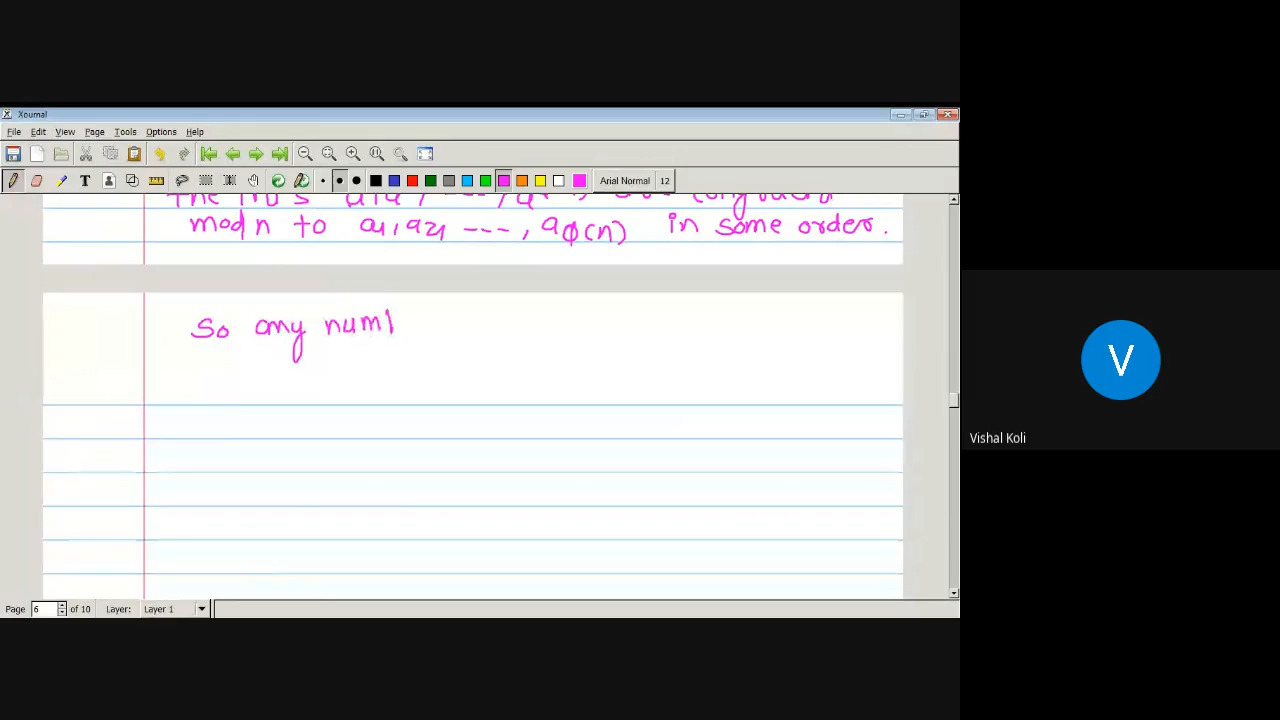 Xournal
File Edit View Page Tools Options Help
T Arial Normal 12
mod n to a1, a2, ---, aφ(n) in some order.
So any num
Page 6 of 10 Layer: Layer 1
V
Vishal Koli